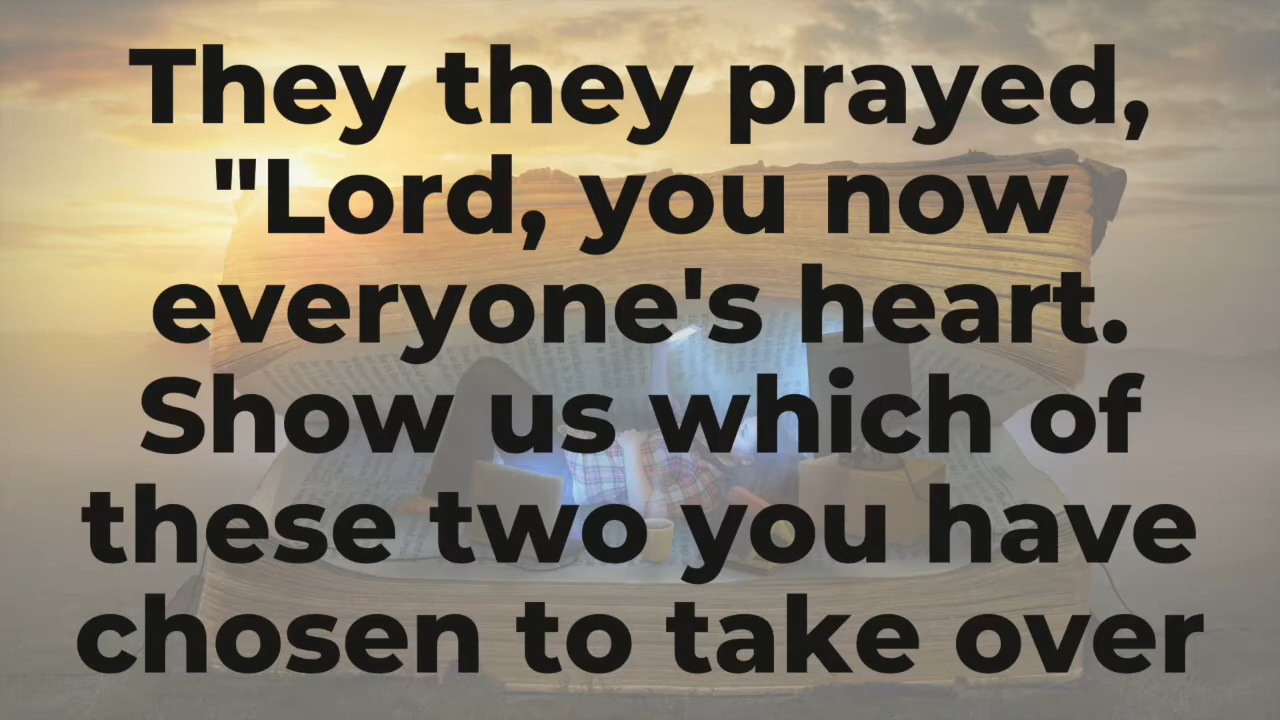 They they prayed,
"Lord, you now
everyone's heart.
Show us which of
these two you have
chosen to take over